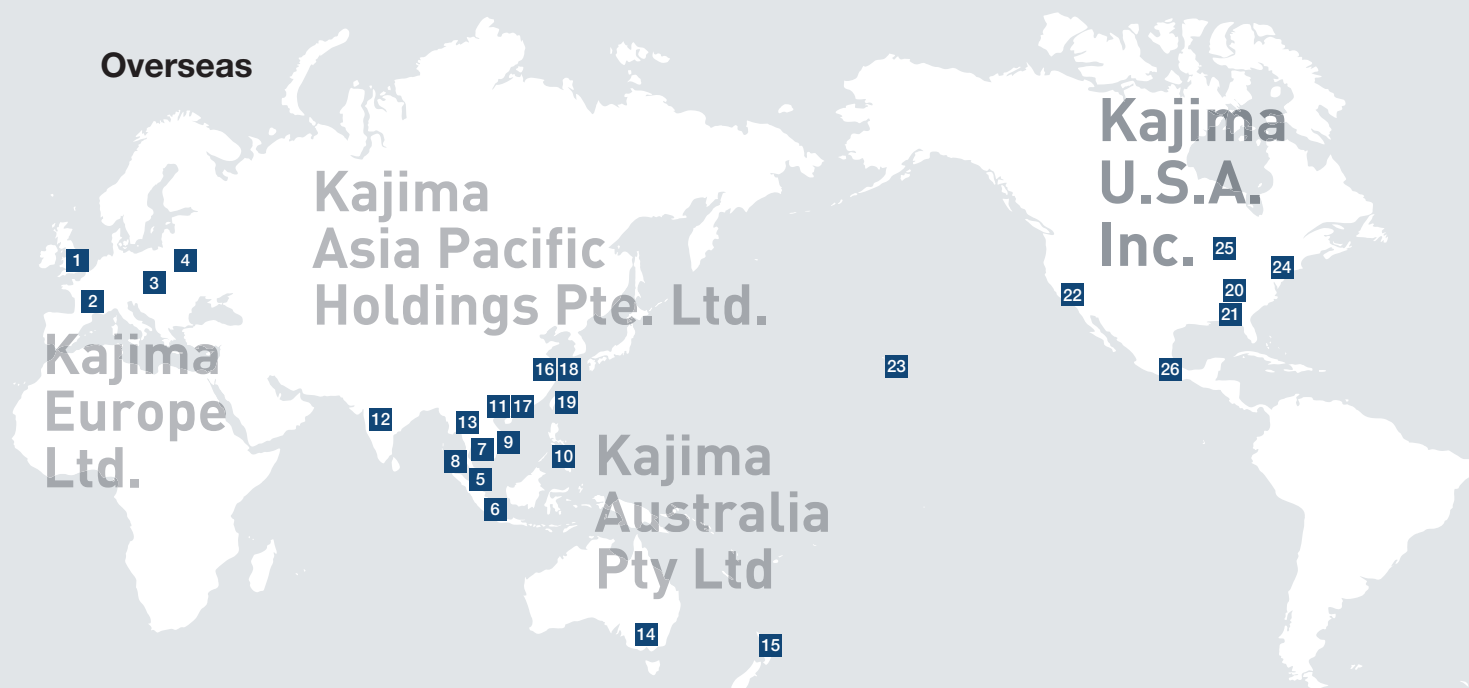 Overseas
Kajima
U.S.A.
Inc.
Kajima
Asia Pacific
Holdings Pte. Ltd.
Kajima
Europe
Ltd.
Kajima
Australia
Pty Ltd
1
2
3
4
5
6
7
8
9
10
11
12
13
14
15
16
17
18
19
20
21
22
23
24
25
26